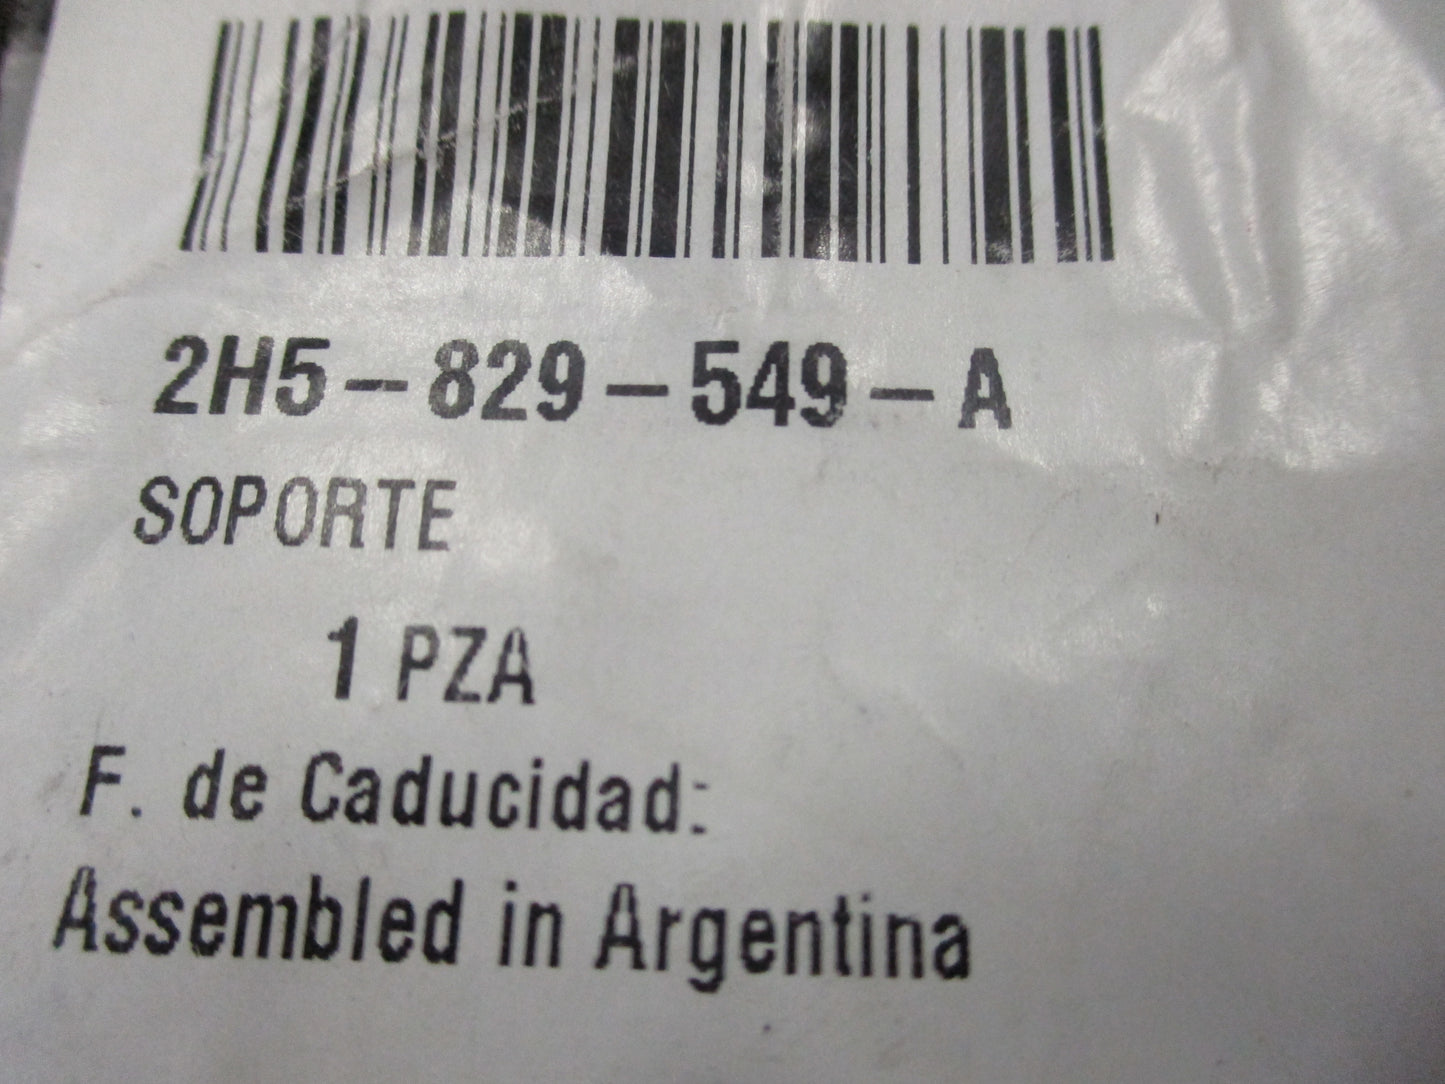 2H5-829-549-A
SOPORTE
1 PZA
F. de Caducidad:
Assembled in Argentina